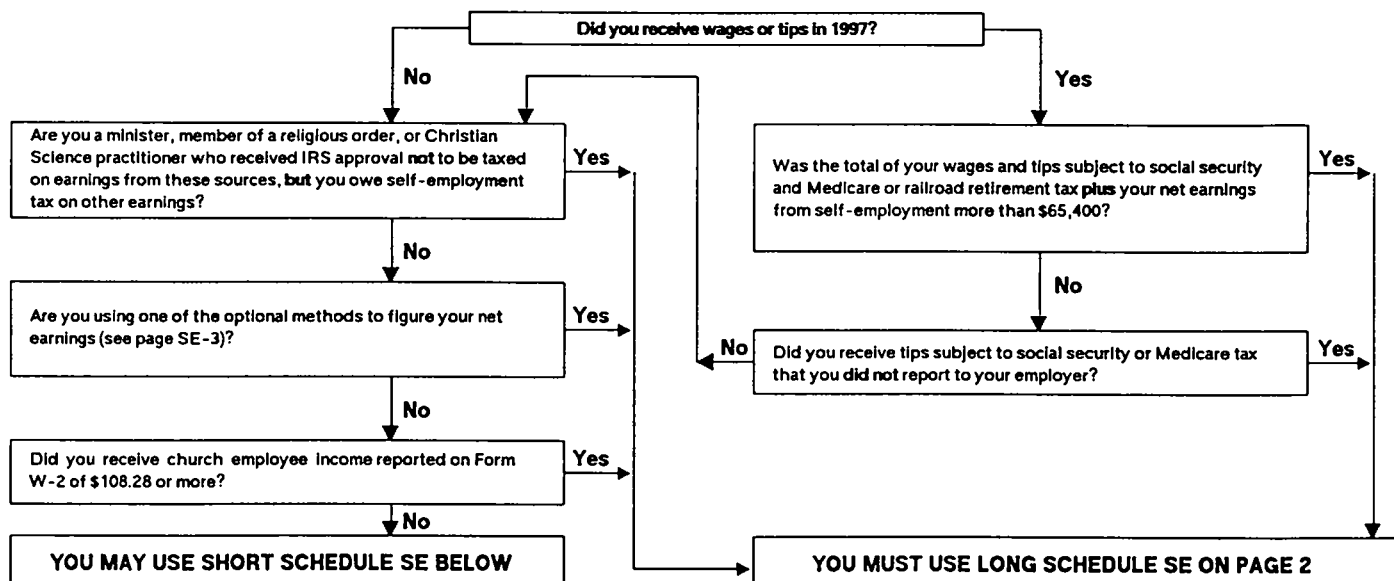 Did you receive wages or tips in 1997?
No
Yes
Are you a minister, member of a religious order, or Christian
Science practitioner who received IRS approval not to be taxed
on earnings from these sources, but you owe self-employment
tax on other earnings?
Yes
Was the total of your wages and tips subject to social security
and Medicare or railroad retirement tax plus your net earnings
from self-employment more than $65,400?
Yes
No
No
Are you using one of the optional methods to figure your net
earnings (see page SE-3)?
Yes
No
Did you receive tips subject to social security or Medicare tax
that you did not report to your employer?
Yes
No
Did you receive church employee income reported on Form
W-2 of $108.28 or more?
Yes
No
YOU MAY USE SHORT SCHEDULE SE BELOW
YOU MUST USE LONG SCHEDULE SE ON PAGE 2